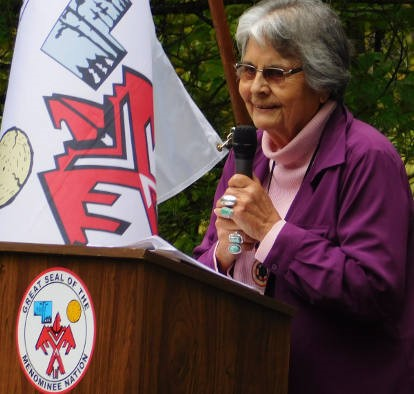 GREAT SEAL OF THE
MENOMINEE NATION